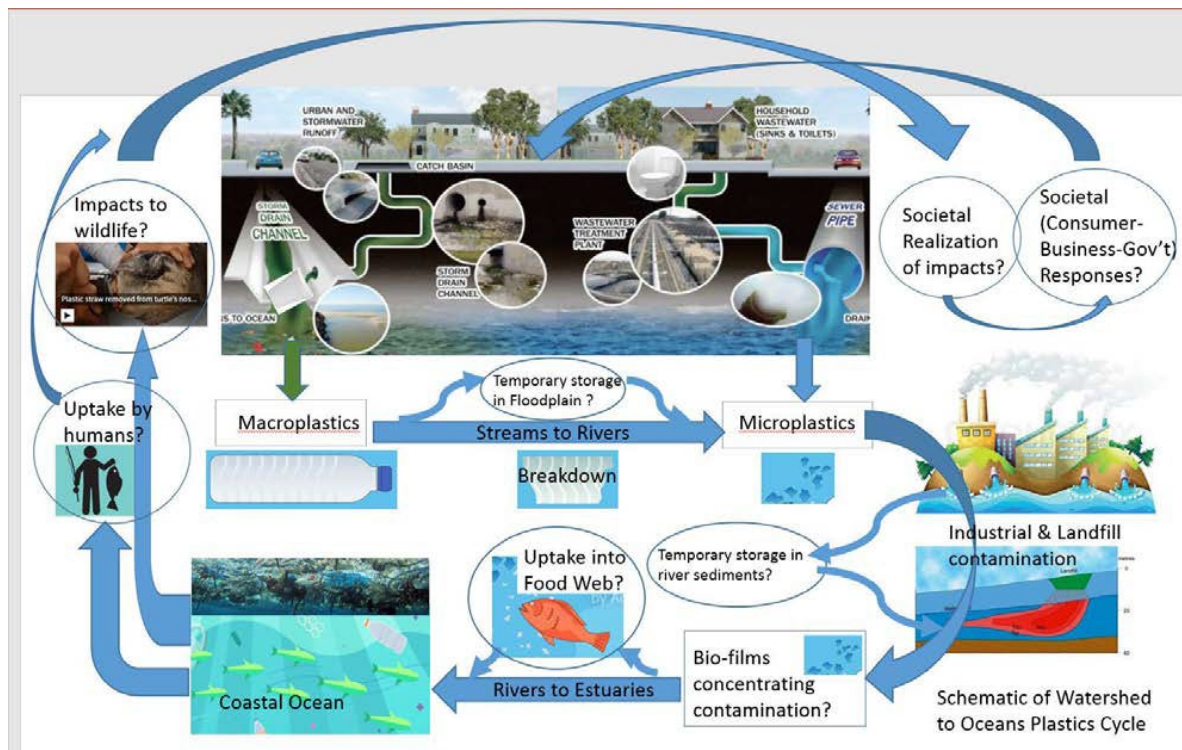 URBAN AND
STORMWATER
RUNOFF
HOUSEHOLD
WASTEWATER
(SINKS & TOILETS)
CATCH BASIN
STORM
DRAIN
CHANNEL
STORM
DRAIN
CHANNEL
WASTEWATER
TREATMENT
PLANT
SEWER
PIPE
TO OCEAN
DRAIN
Impacts to
wildlife?
Plastic straw removed from turtle's nos...
Societal
Realization
of impacts?
Societal
(Consumer-
Business-Gov't)
Responses?
Uptake by
humans?
Macroplastics
Temporary storage
in Floodplain ?
Streams to Rivers
Microplastics
Breakdown
Industrial & Landfill
contamination
Landfill
Temporary storage in
river sediments?
Uptake into
Food Web?
Bio-films
concentrating
contamination?
Rivers to Estuaries
Coastal Ocean
Schematic of Watershed
to Oceans Plastics Cycle